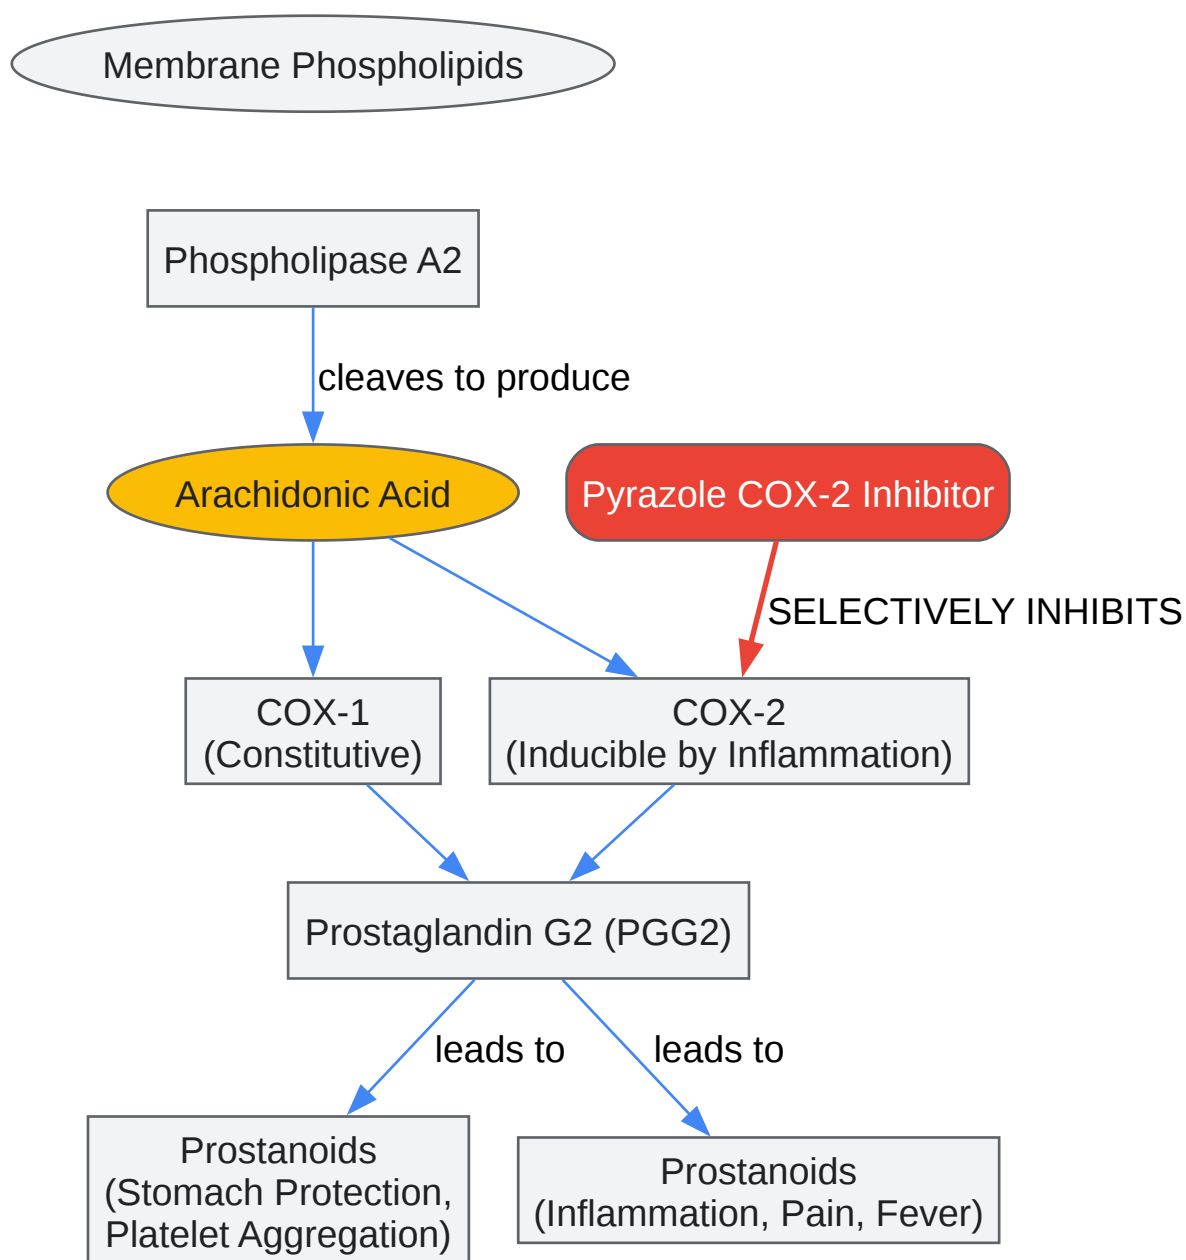 Membrane Phospholipids
Phospholipase A2
cleaves to produce
Arachidonic Acid
Pyrazole COX-2 Inhibitor
SELECTIVELY INHIBITS
COX-1
(Constitutive)
COX-2
(Inducible by Inflammation)
Prostaglandin G2 (PGG2)
leads to
leads to
Prostanoids
(Stomach Protection,
Platelet Aggregation)
Prostanoids
(Inflammation, Pain, Fever)